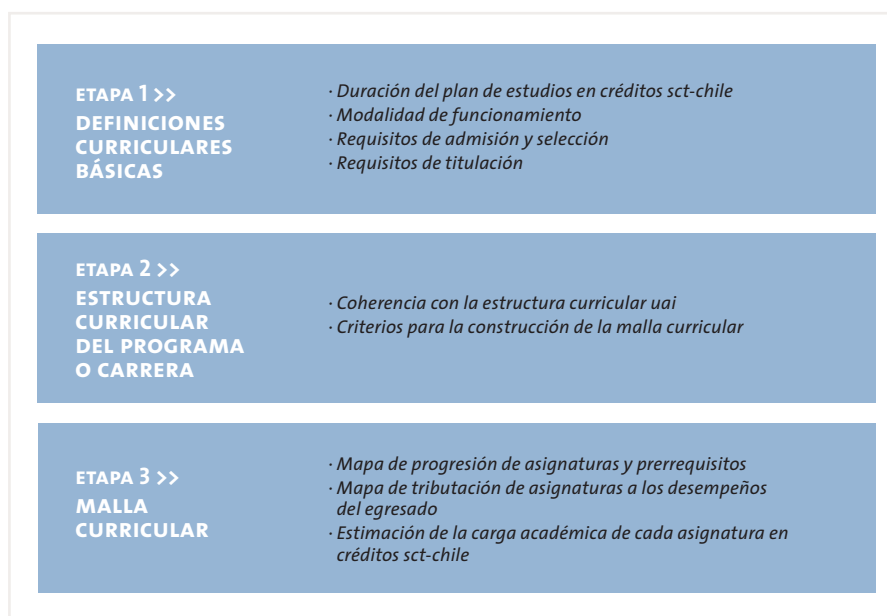 ETAPA 1 >>
DEFINICIONES
CURRICULARES
BÁSICAS
· Duración del plan de estudios en créditos sct-chile
· Modalidad de funcionamiento
· Requisitos de admisión y selección
· Requisitos de titulación
ETAPA 2 >>
ESTRUCTURA
CURRICULAR
DEL PROGRAMA
O CARRERA
· Coherencia con la estructura curricular uai
· Criterios para la construcción de la malla curricular
ETAPA 3 >>
MALLA
CURRICULAR
· Mapa de progresión de asignaturas y prerrequisitos
· Mapa de tributación de asignaturas a los desempeños
del egresado
· Estimación de la carga académica de cada asignatura en
créditos sct-chile